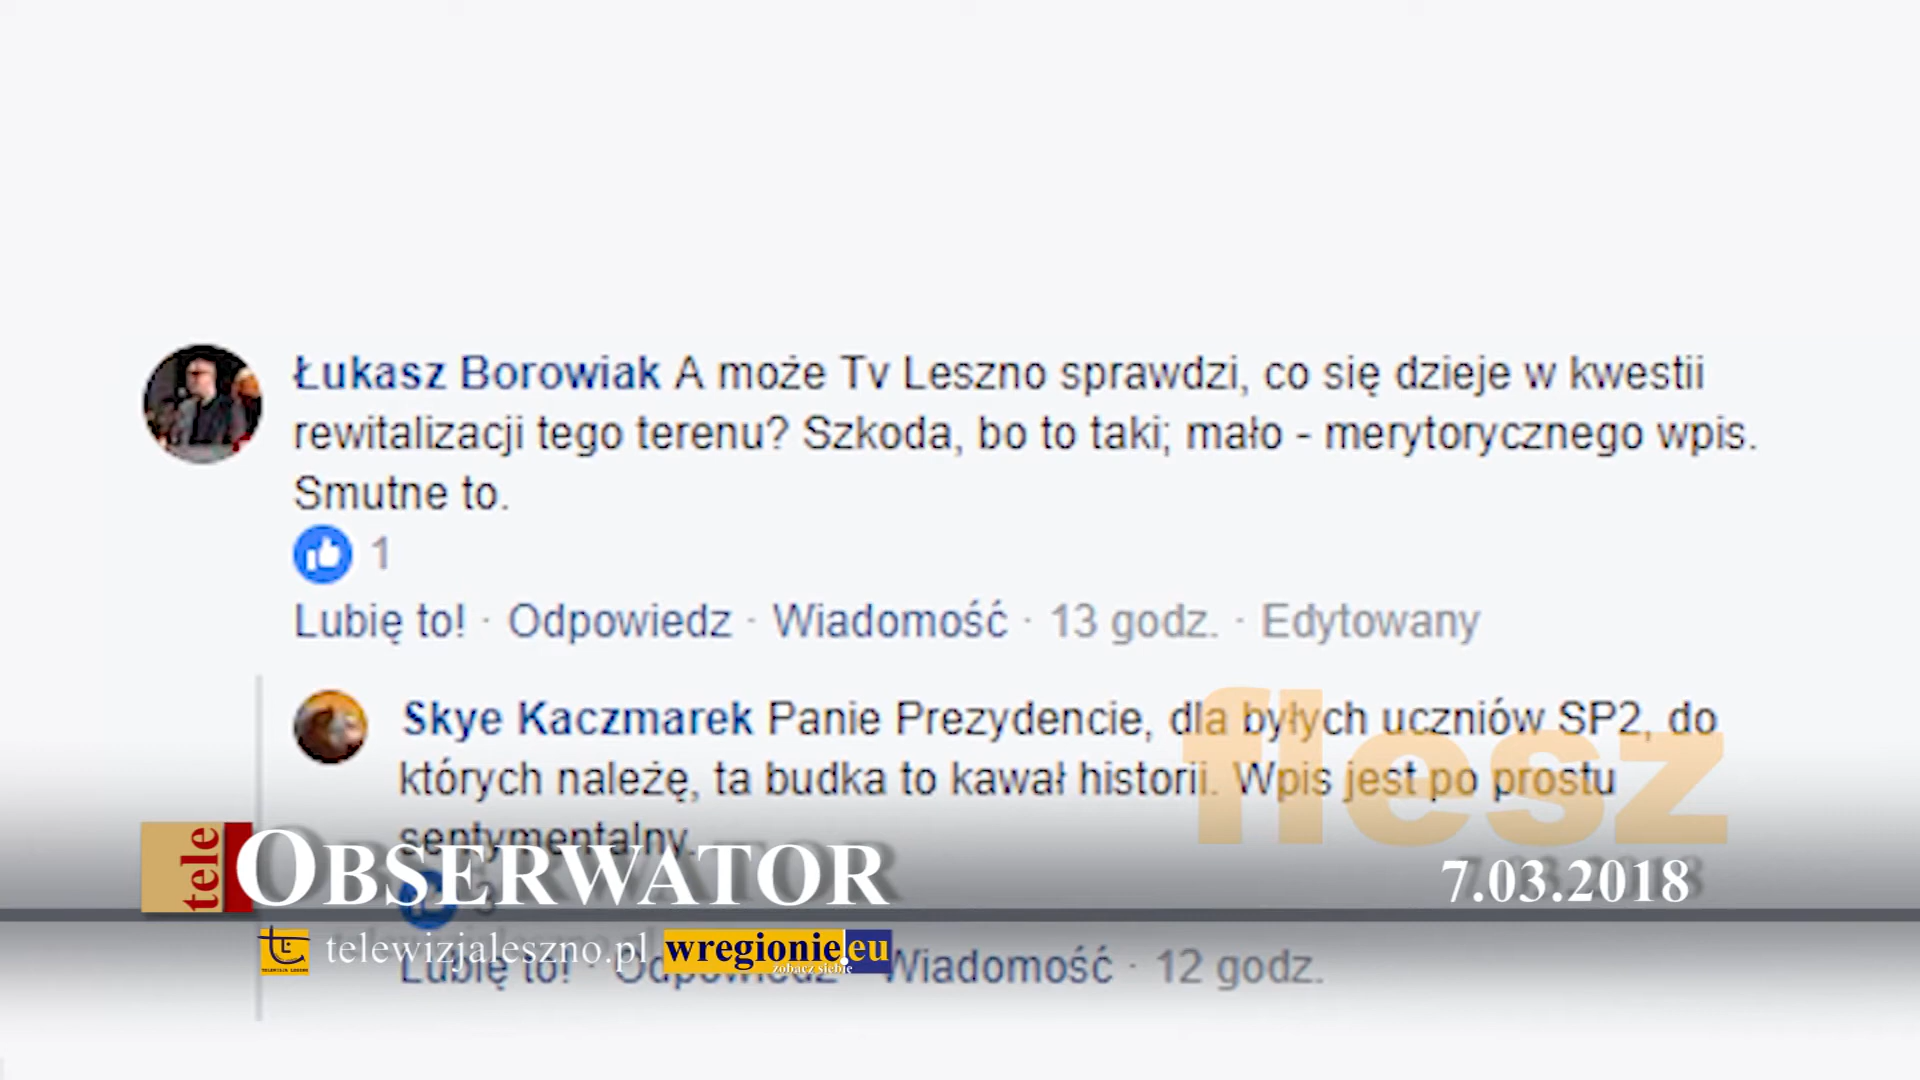 Łukasz Borowiak A może Tv Leszno sprawdzi, co się dzieje w kwestii
rewitalizacji tego terenu? Szkoda, bo to taki; mało - merytorycznego wpis.
Smutne to.
1
Lubię to! · Odpowiedz · Wiadomość · 13 godz. · Edytowany
Skye Kaczmarek Panie Prezydencie, dla byłych uczniów SP2, do
których należę, ta budka to kawał historii. Wpis jest po prostu
sentymentalny.
flesz
tele OBSERWATOR
7.03.2018
3
telewizjaleszno.pl wregionie.eu
zobacz siebie
TELEWIZJA LESZNO
Lubię to! · Odpowiedz · Wiadomość · 12 godz.